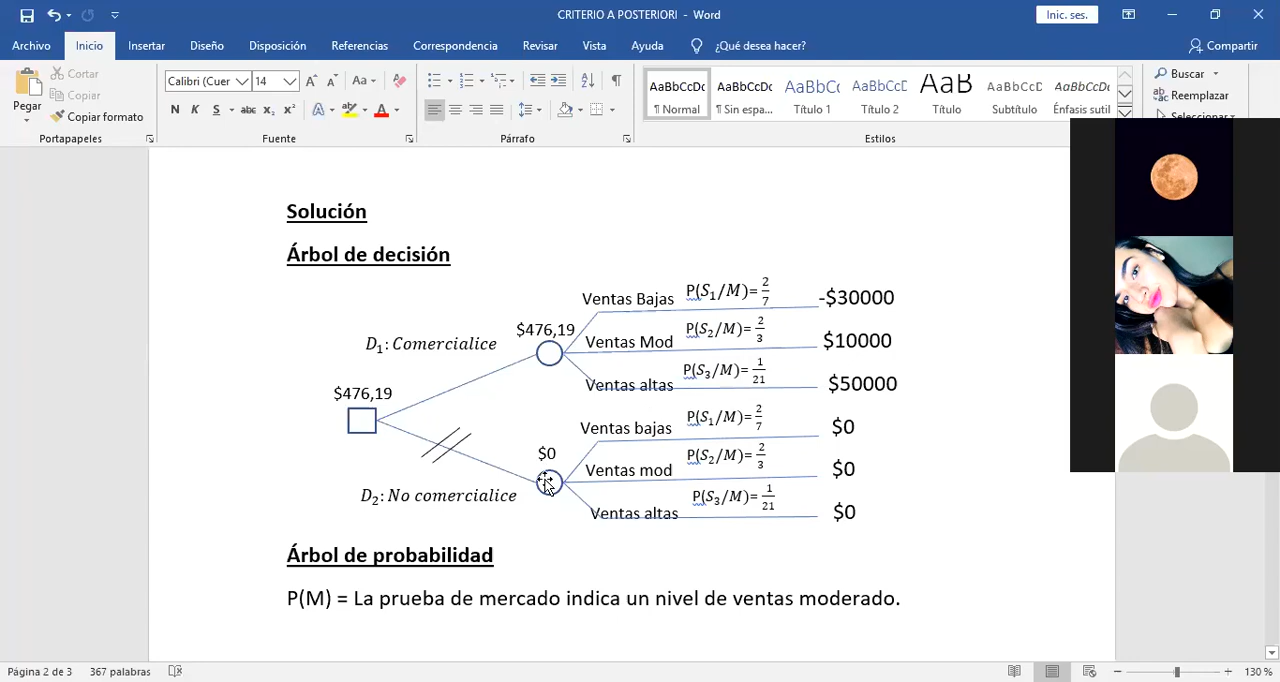 CRITERIO A POSTERIORI - Word
Inic. ses.
Archivo Inicio Insertar Diseño Disposición Referencias Correspondencia Revisar Vista Ayuda ¿Qué desea hacer? Compartir
Pegar
Cortar
Copiar
Copiar formato
Portapapeles
Calibri (Cuer 14
Aa
N K S abc x₂ x² A A
Fuente
Párrafo
AaBbCcDc
¶ Normal
AaBbCcDc
¶ Sin espa...
AaBbCc
Título 1
AaBbCcD
Título 2
AaB
Título
AaBbCcD
Subtítulo
AaBbCcDc
Énfasis sutil
Estilos
Buscar
Reemplazar
Seleccionar
Solución
Árbol de decisión
Ventas Bajas P(S₁/M)= 2/7 -$30000
$476,19
D₁: Comercialice
Ventas Mod P(S₂/M)= 2/3 $10000
Ventas altas P(S₃/M)= 1/21 $50000
$476,19
Ventas bajas P(S₁/M)= 2/7 $0
$0
Ventas mod P(S₂/M)= 2/3 $0
D₂: No comercialice
Ventas altas P(S₃/M)= 1/21 $0
Árbol de probabilidad
P(M) = La prueba de mercado indica un nivel de ventas moderado.
Página 2 de 3 367 palabras 130 %